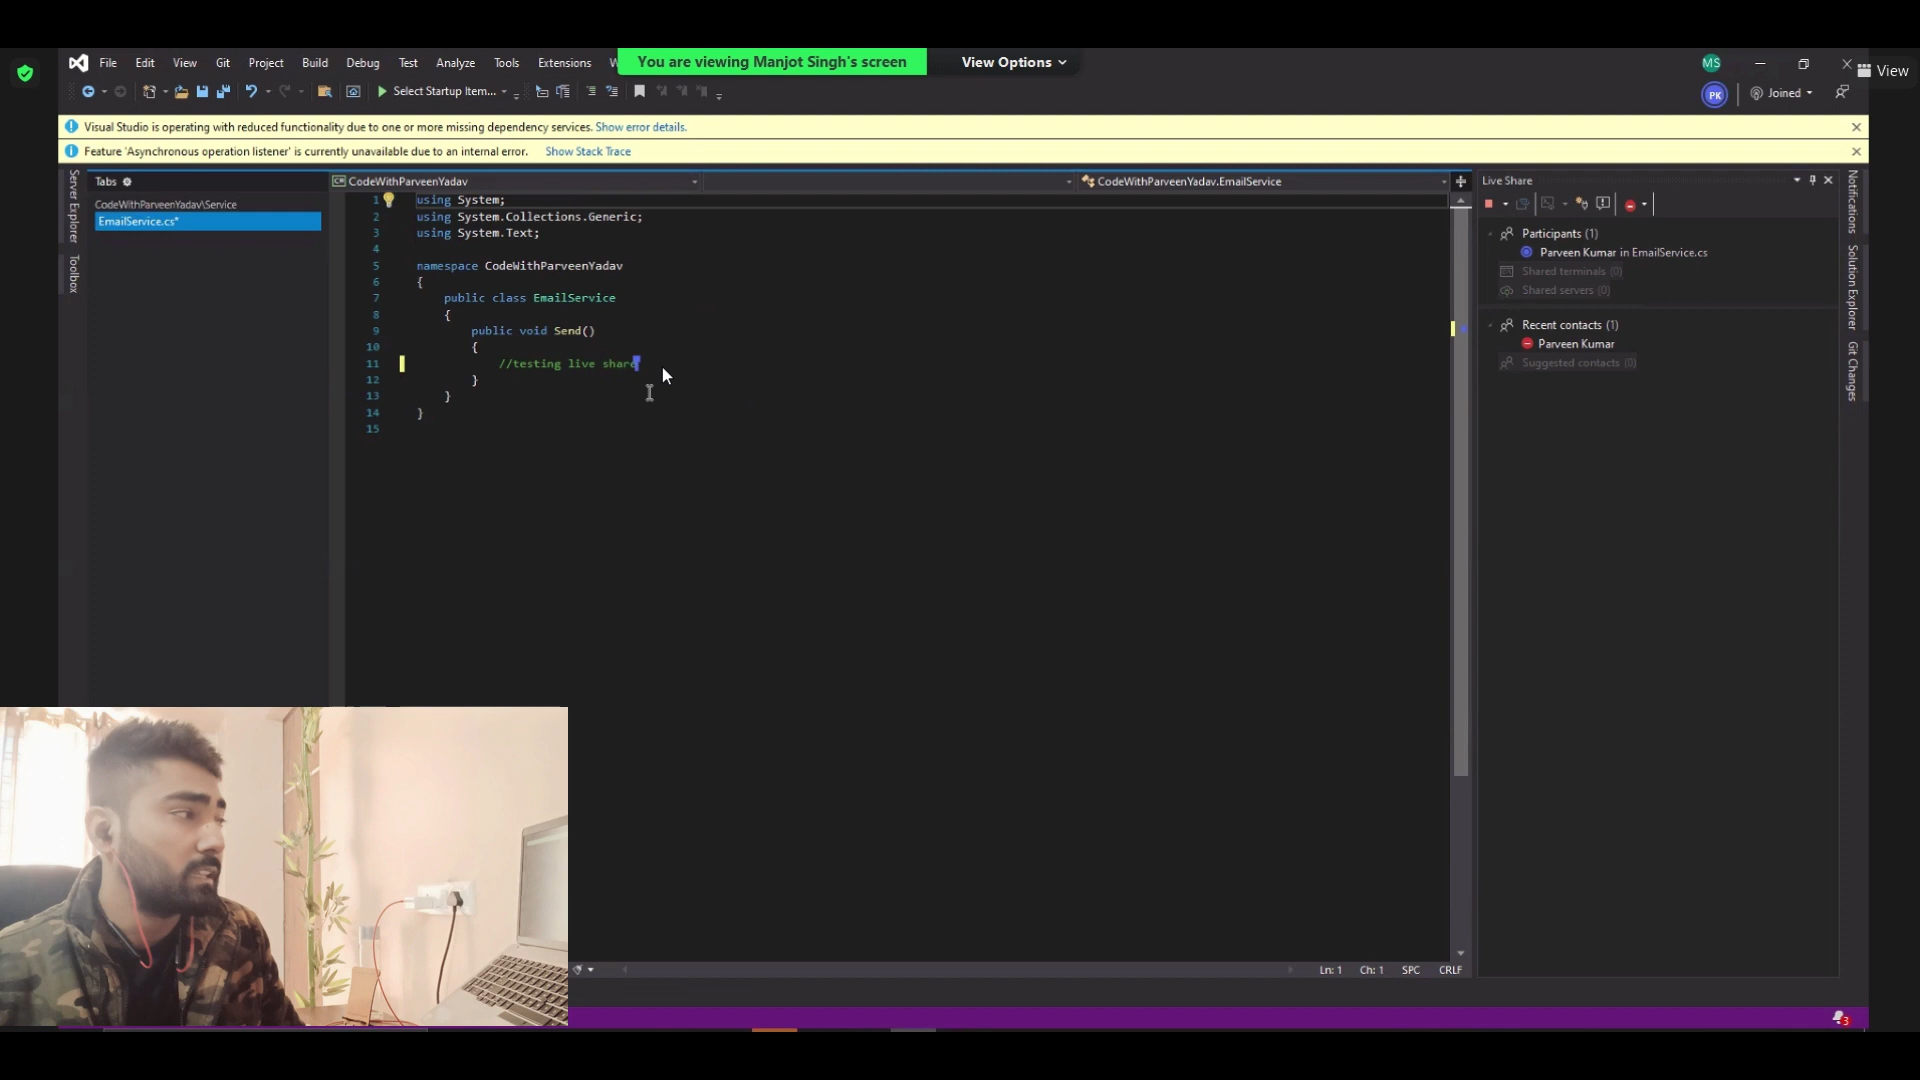 File Edit View Git Project Build Debug Test Analyze Tools Extensions W
You are viewing Manjot Singh's screen
View Options
MS
View
Select Startup Item...
PK
Joined
Visual Studio is operating with reduced functionality due to one or more missing dependency services. Show error details.
Feature 'Asynchronous operation listener' is currently unavailable due to an internal error. Show Stack Trace
Server Explorer
Toolbox
Tabs
CodeWithParveenYadav\Service
EmailService.cs*
CodeWithParveenYadav
CodeWithParveenYadav.EmailService
1 using System;
2 using System.Collections.Generic;
3 using System.Text;
4
5 namespace CodeWithParveenYadav
6 {
7 public class EmailService
8 {
9 public void Send()
10 {
11 //testing live share
12 }
13 }
14 }
15
Live Share
Participants (1)
Parveen Kumar in EmailService.cs
Shared terminals (0)
Shared servers (0)
Recent contacts (1)
Parveen Kumar
Suggested contacts (0)
Notifications
Solution Explorer
Git Changes
Ln: 1 Ch: 1 SPC CRLF
3